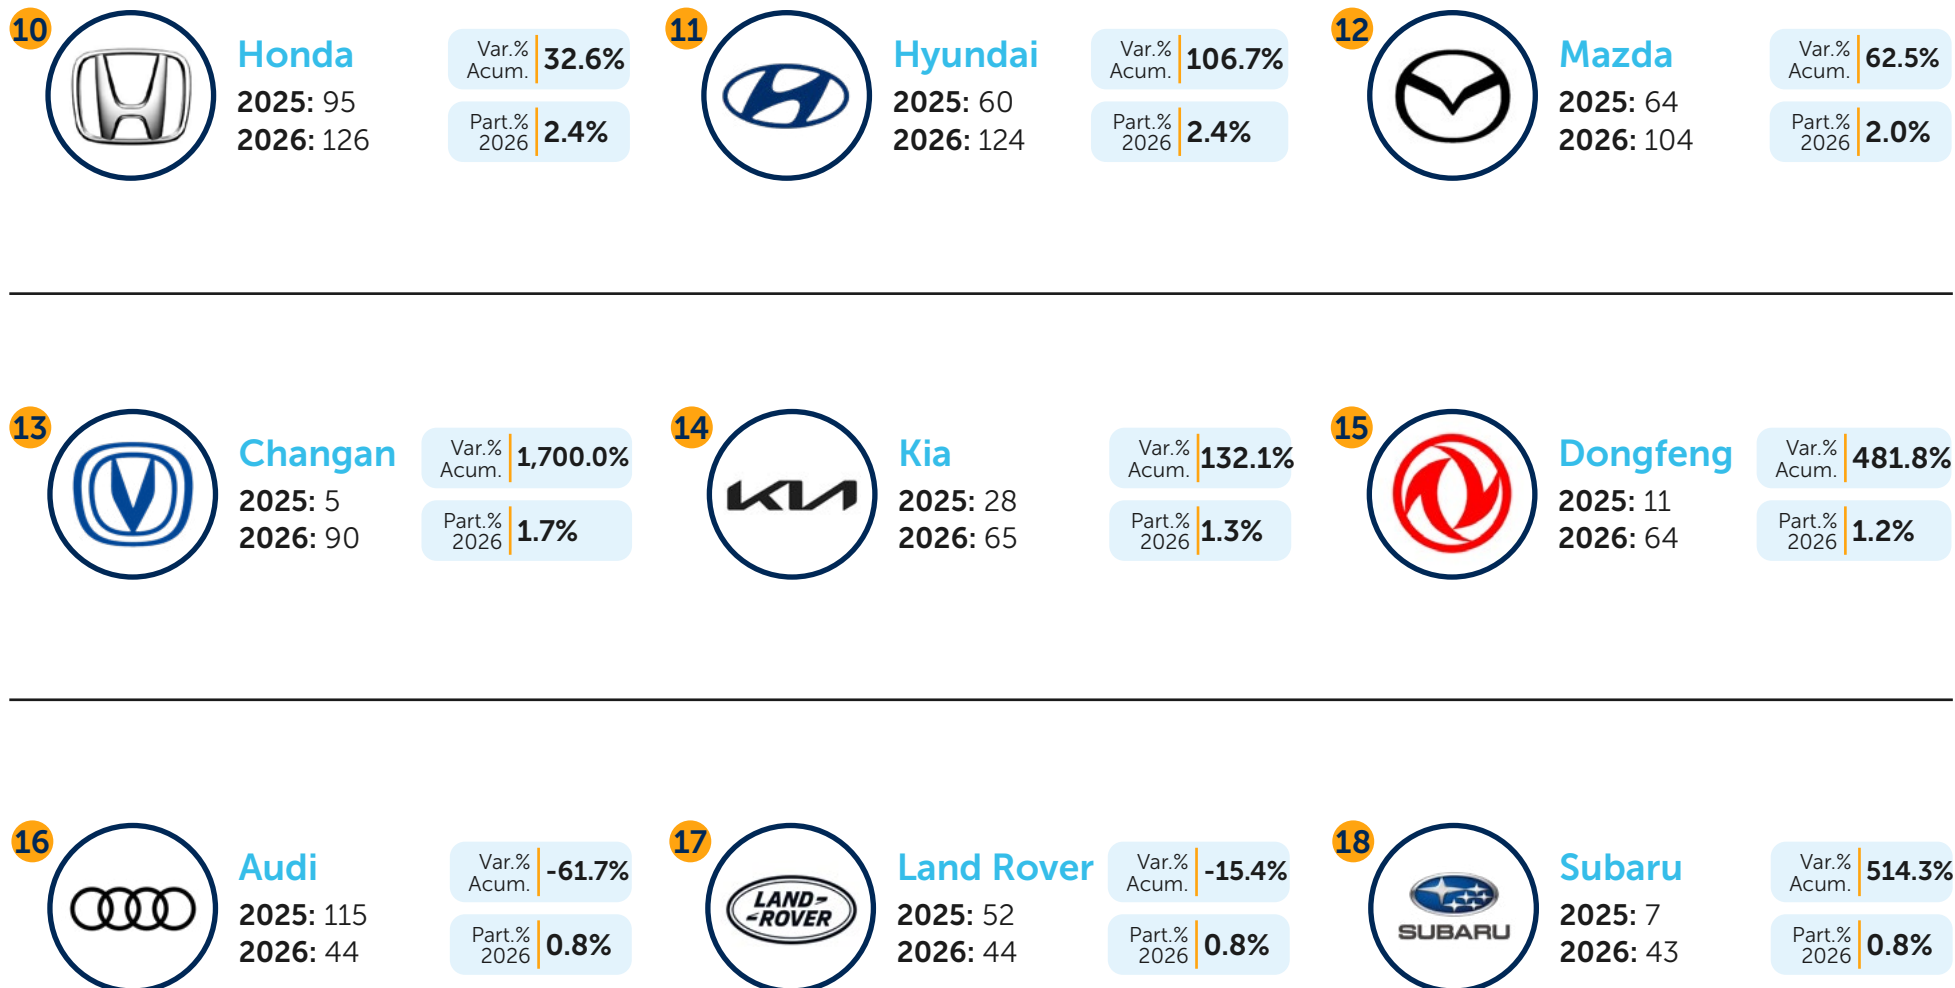 10
Honda
2025: 95
2026: 126
Var.%
Acum.
32.6%
Part.%
2026
2.4%
11
Hyundai
2025: 60
2026: 124
Var.%
Acum.
106.7%
Part.%
2026
2.4%
12
Mazda
2025: 64
2026: 104
Var.%
Acum.
62.5%
Part.%
2026
2.0%
13
Changan
2025: 5
2026: 90
Var.%
Acum.
1,700.0%
Part.%
2026
1.7%
14
KIA
Kia
2025: 28
2026: 65
Var.%
Acum.
132.1%
Part.%
2026
1.3%
15
Dongfeng
2025: 11
2026: 64
Var.%
Acum.
481.8%
Part.%
2026
1.2%
16
Audi
2025: 115
2026: 44
Var.%
Acum.
-61.7%
Part.%
2026
0.8%
17
LAND
ROVER
Land Rover
2025: 52
2026: 44
Var.%
Acum.
-15.4%
Part.%
2026
0.8%
18
SUBARU
Subaru
2025: 7
2026: 43
Var.%
Acum.
514.3%
Part.%
2026
0.8%